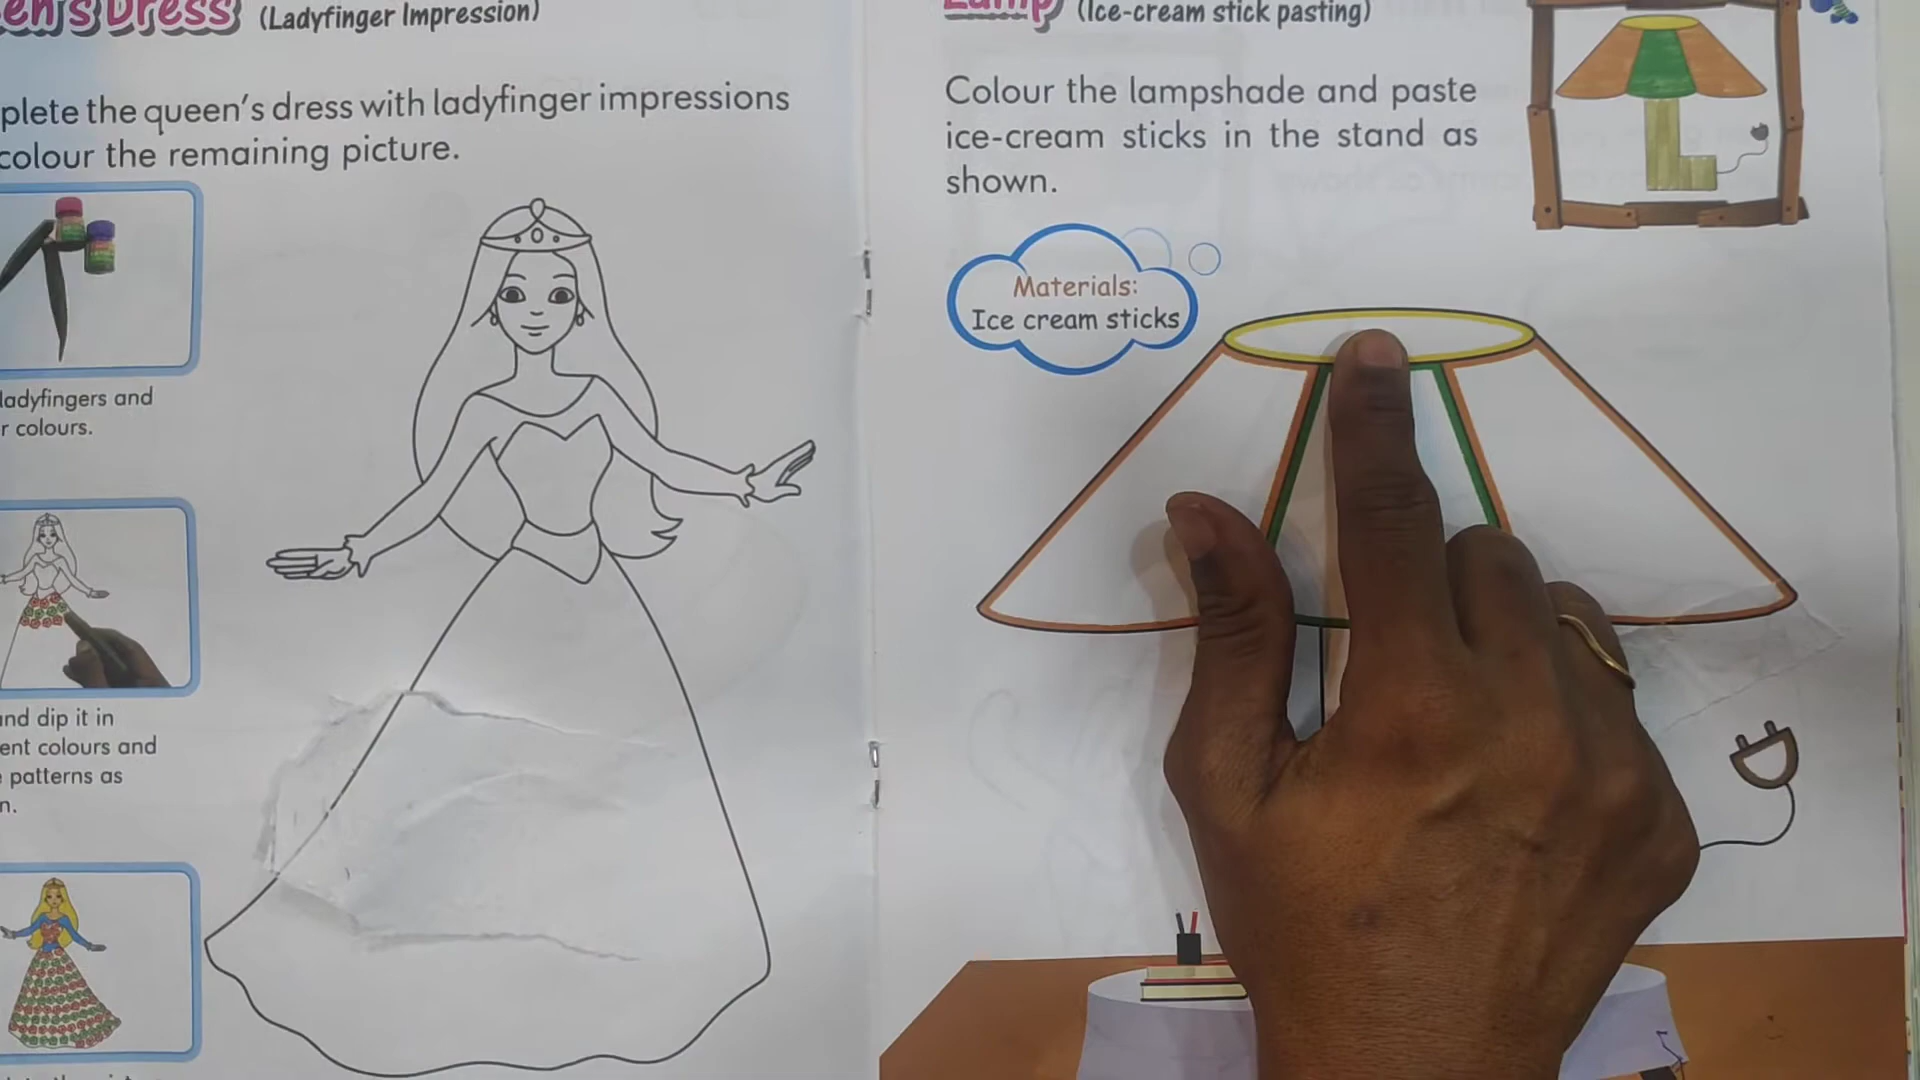 Dress (Ladyfinger Impression)
plete the queen's dress with ladyfinger impressions
colour the remaining picture.
ladyfingers and
r colours.
and dip it in
ent colours and
patterns as
n.
Lamp (Ice-cream stick pasting)
Colour the lampshade and paste
ice-cream sticks in the stand as
shown.
Materials:
Ice cream sticks